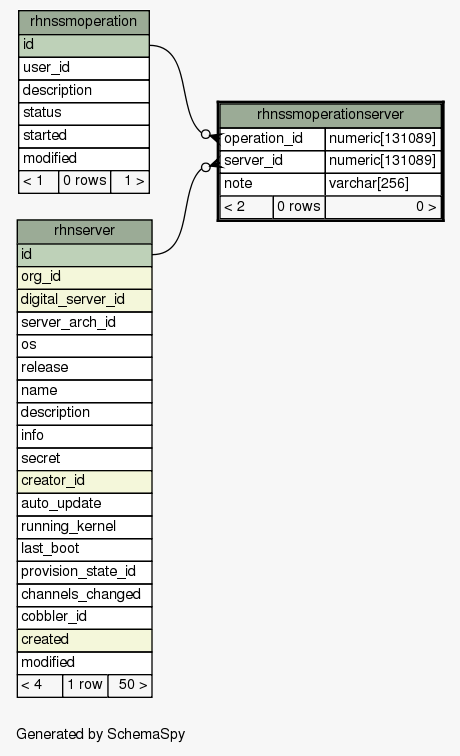 rhnssmoperation
id
user_id
description
status
started
modified
< 1 0 rows 1 >
rhnssmoperationserver
operation_id numeric[131089]
server_id numeric[131089]
note varchar[256]
< 2 0 rows 0 >
rhnserver
id
org_id
digital_server_id
server_arch_id
os
release
name
description
info
secret
creator_id
auto_update
running_kernel
last_boot
provision_state_id
channels_changed
cobbler_id
created
modified
< 4 1 row 50 >
Generated by SchemaSpy